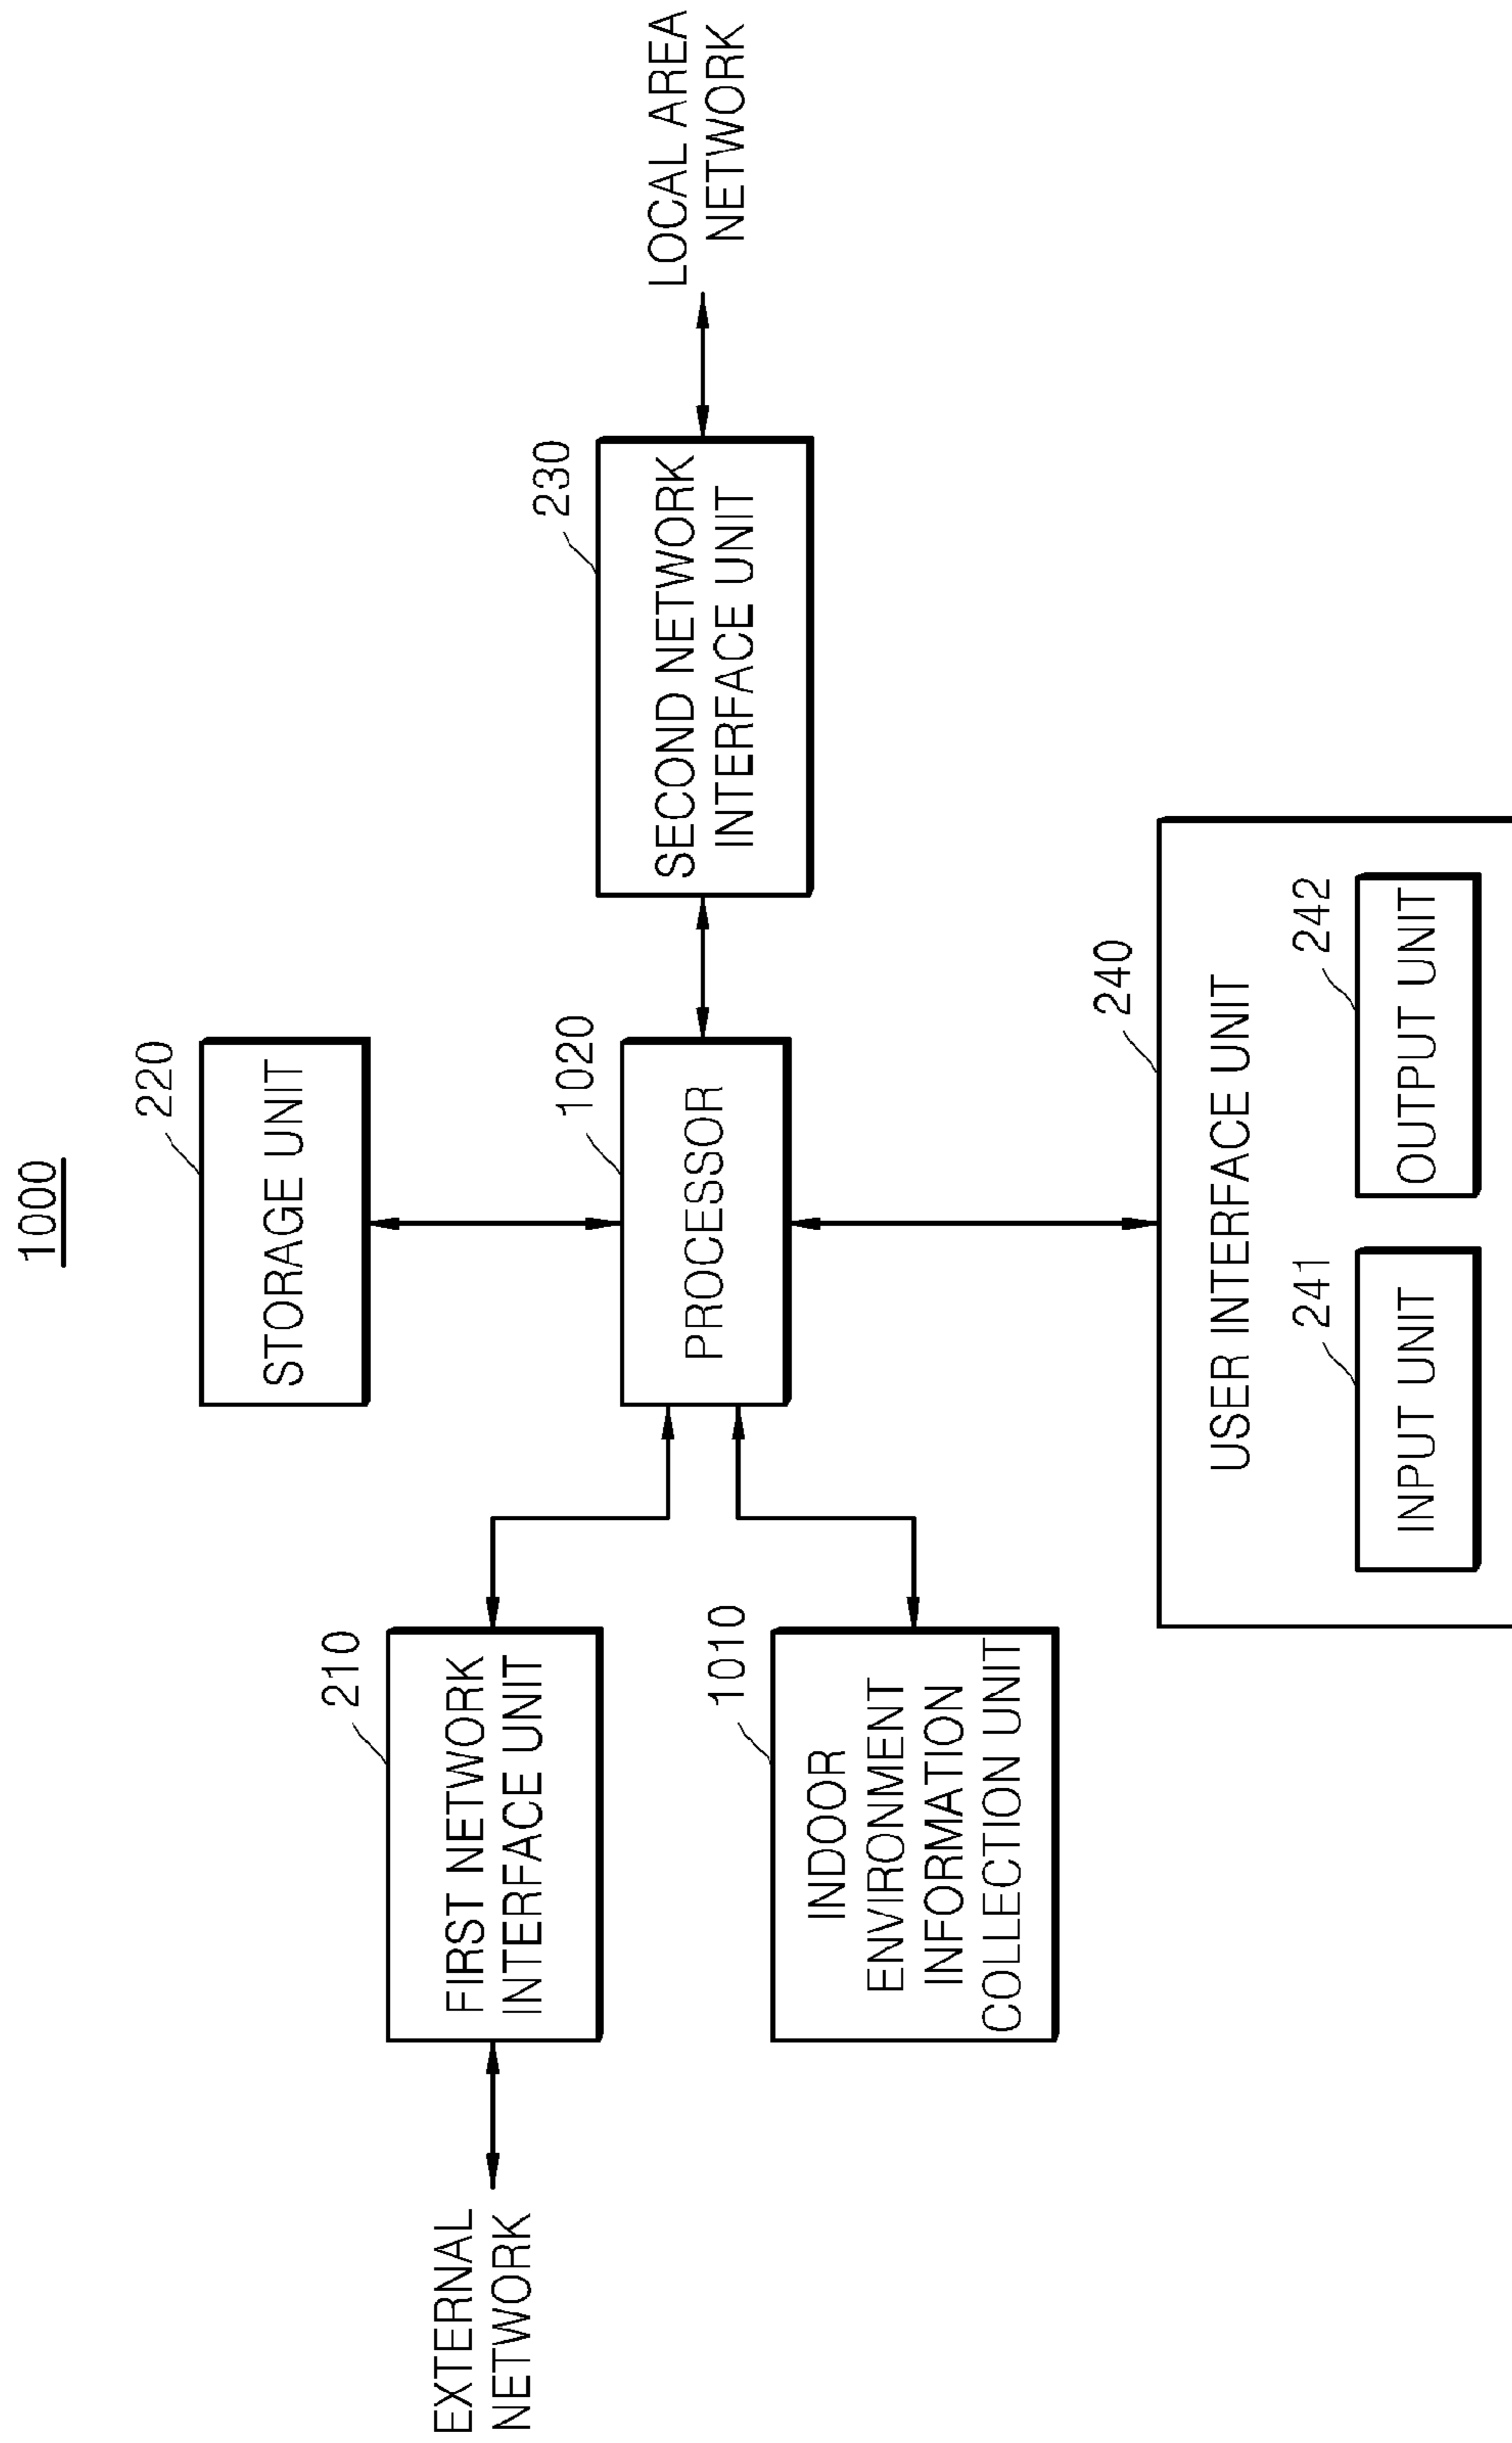 1000
220
STORAGE UNIT
210
FIRST NETWORK
INTERFACE UNIT
EXTERNAL
NETWORK
1020
PROCESSOR
230
SECOND NETWORK
INTERFACE UNIT
LOCAL AREA
NETWORK
1010
INDOOR
ENVIRONMENT
INFORMATION
COLLECTION UNIT
240
USER INTERFACE UNIT
241
INPUT UNIT
242
OUTPUT UNIT